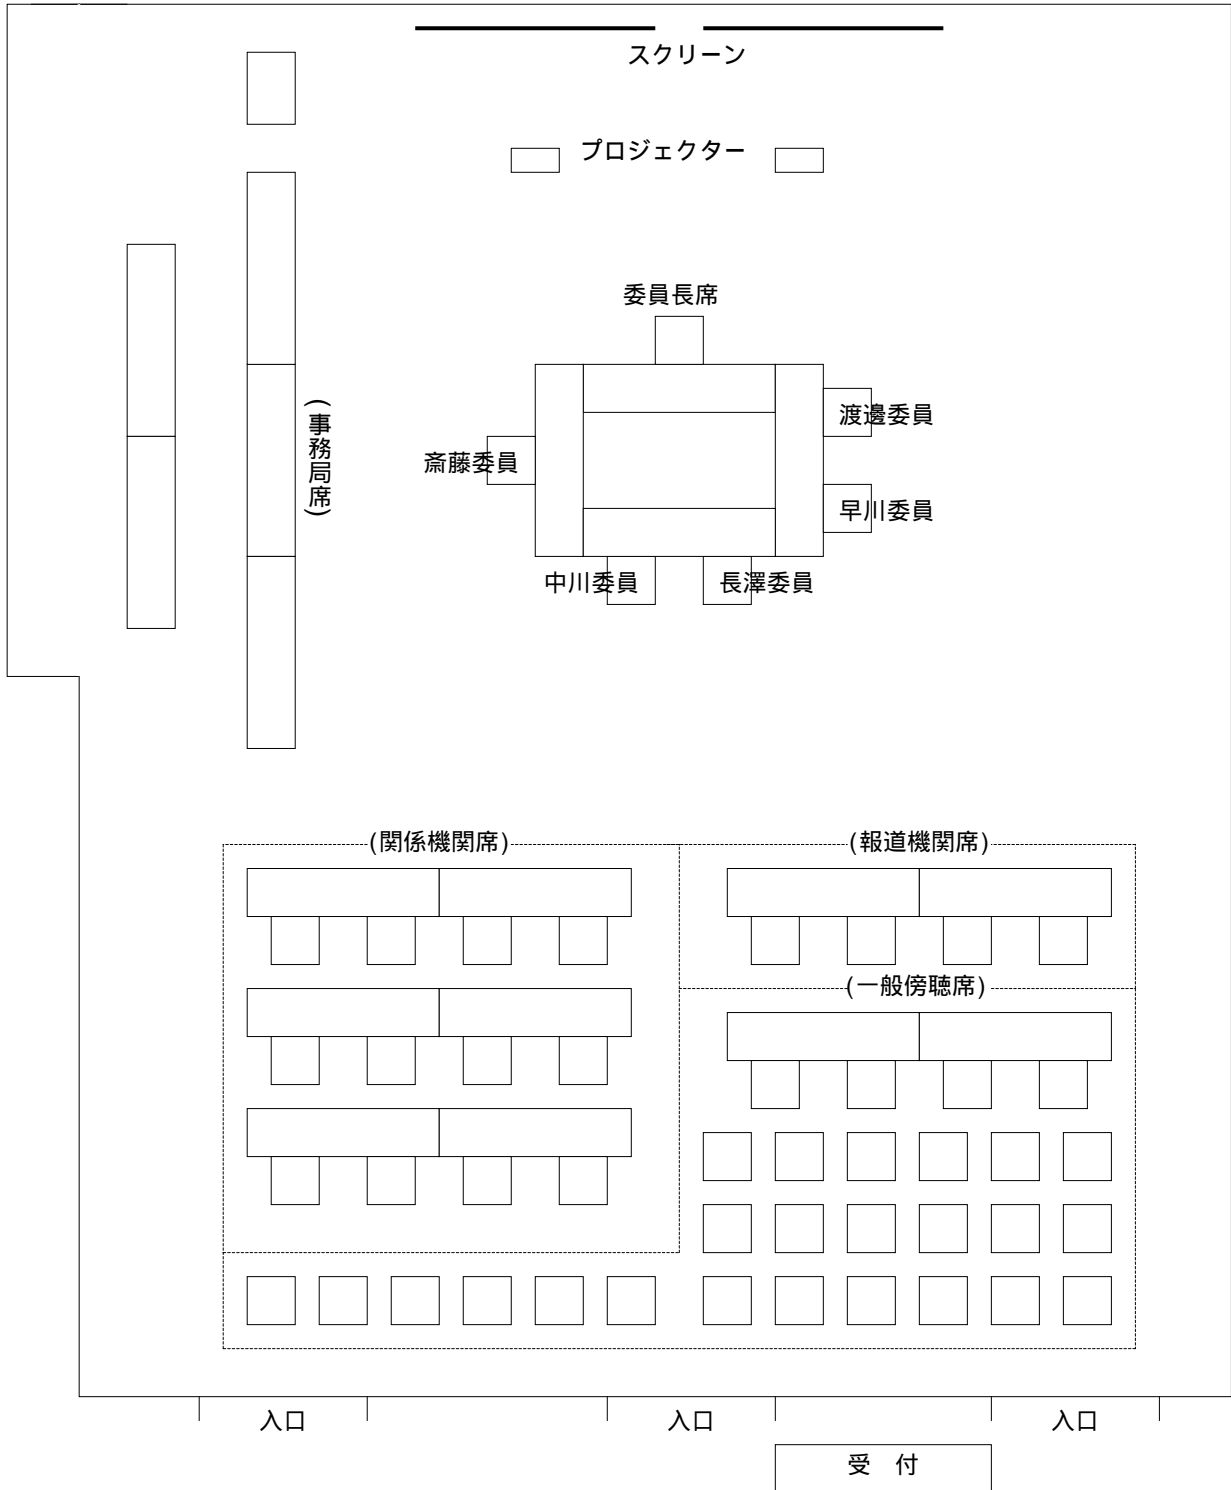 スクリーン
プロジェクター
委員長席
渡邊委員
(事務局席)
斎藤委員
早川委員
中川委員
長澤委員
(関係機関席)
(報道機関席)
(一般傍聴席)
入口
入口
入口
受　付